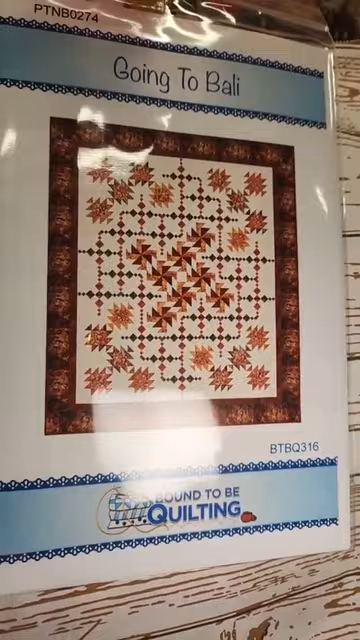 PTNB0274
Going To Bali
BTBQ316
BOUND TO BE
QUILTING